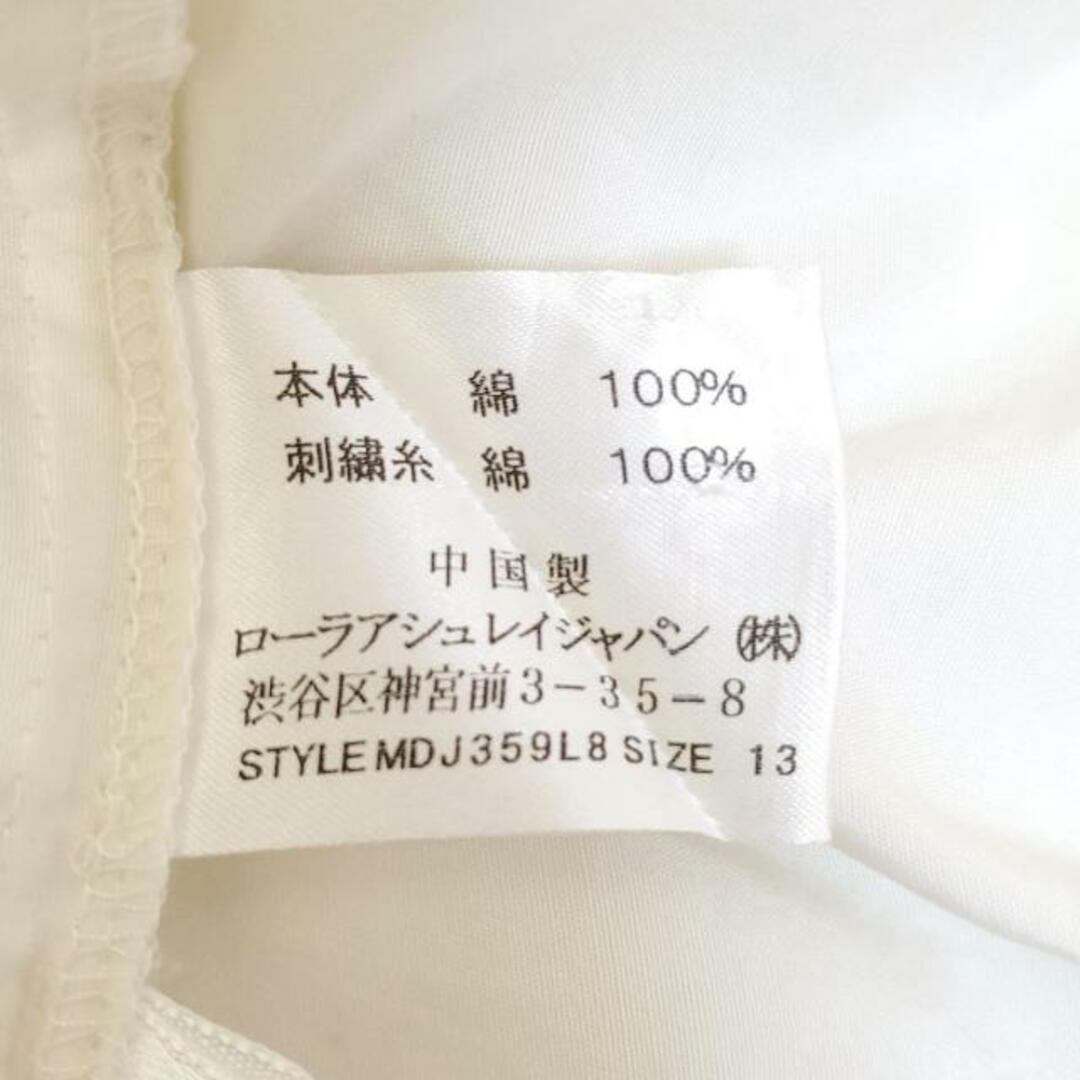 本体 綿 100%
刺繍糸 綿 100%
中国製
ローラアシュレイジャパン ㈱
渋谷区神宮前3-35-8
STYLE MDJ359L8 SIZE 13